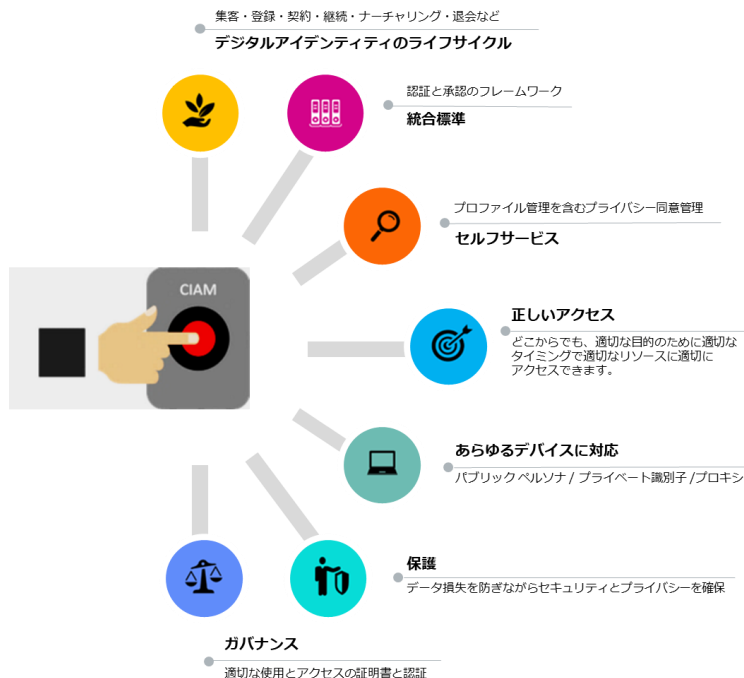 集客・登録・契約・継続・ナーチャリング・退会など
デジタルアイデンティティのライフサイクル
認証と承認のフレームワーク
統合標準
プロファイル管理を含むプライバシー同意管理
セルフサービス
CIAM
正しいアクセス
どこからでも、適切な目的のために適切な
タイミングで適切なリソースに適切に
アクセスできます。
あらゆるデバイスに対応
パブリック ペルソナ / プライベート識別子 /プロキシ
保護
データ損失を防ぎながらセキュリティとプライバシーを確保
ガバナンス
適切な使用とアクセスの証明書と認証